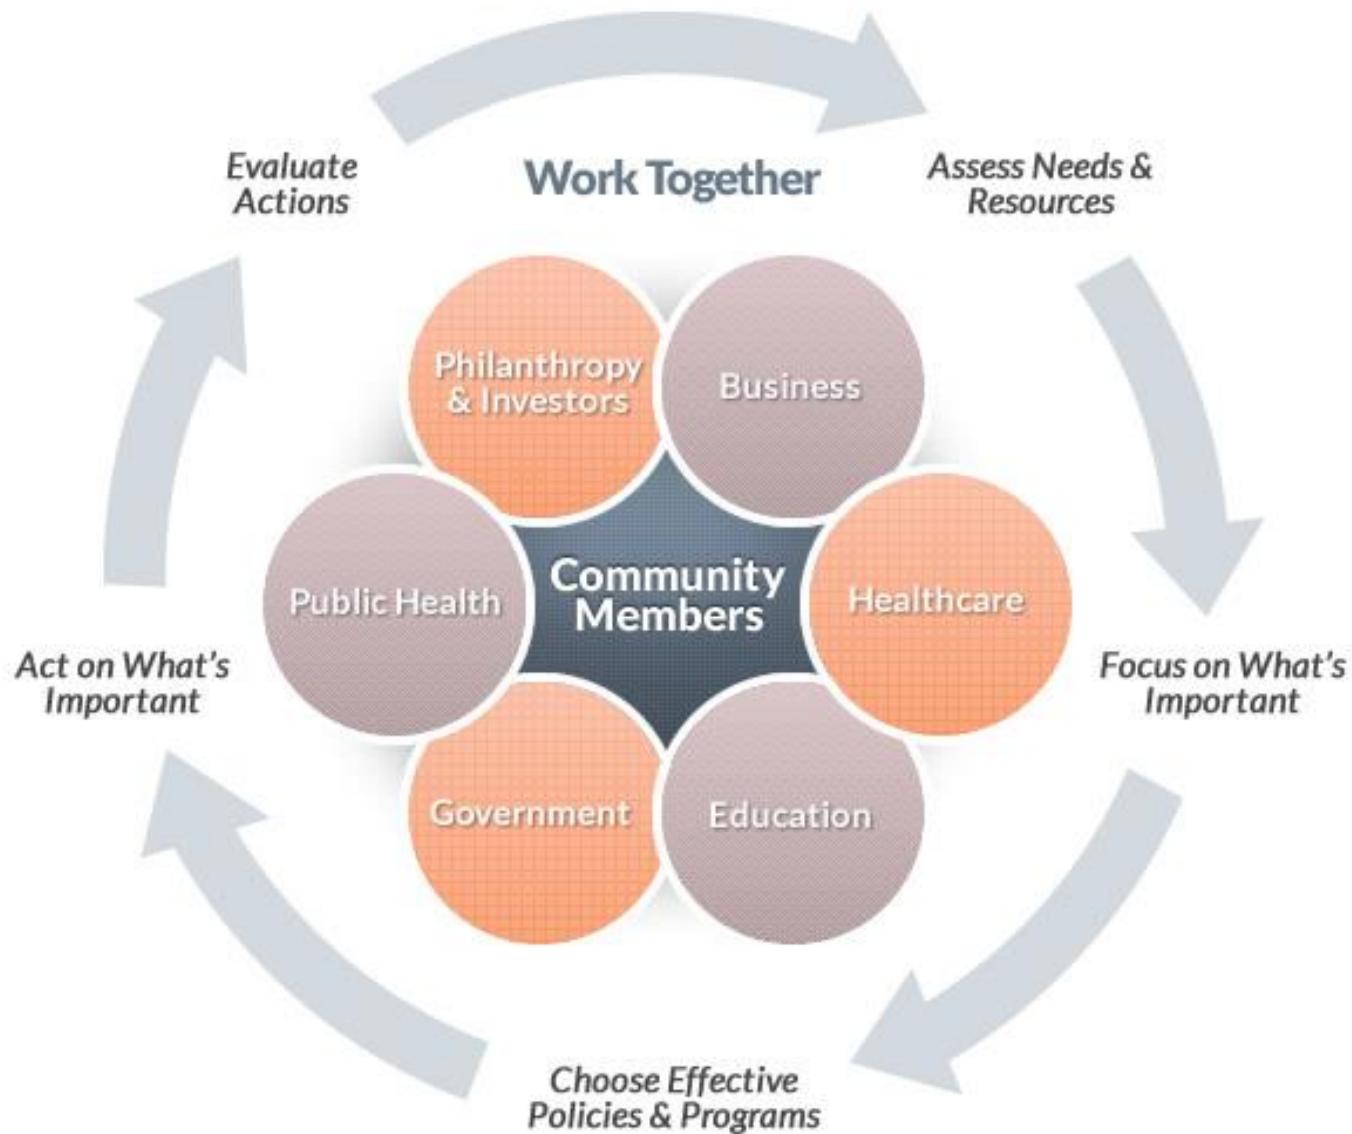 Evaluate
Actions
Work Together
Assess Needs &
Resources
Philanthropy
& Investors
Business
Public Health
Community
Members
Healthcare
Act on What's
Important
Focus on What's
Important
Government
Education
Choose Effective
Policies & Programs